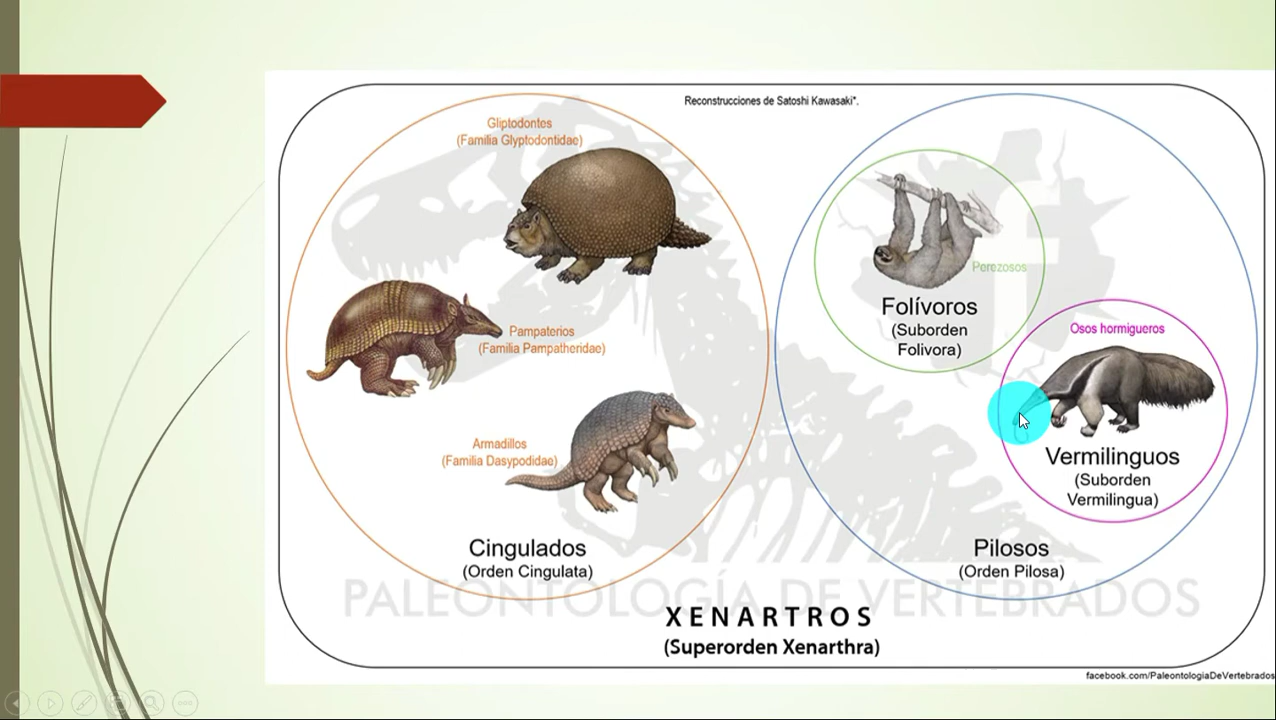 Reconstrucciones de Satoshi Kawasaki*.
Gliptodontes
(Familia Glyptodontidae)
Pampaterios
(Familia Pampatheridae)
Armadillos
(Familia Dasypodidae)
Cingulados
(Orden Cingulata)
Perezosos
Folívoros
(Suborden
Folivora)
Osos hormigueros
Vermilinguos
(Suborden
Vermilingua)
Pilosos
(Orden Pilosa)
PALEONTOLOGÍA DE VERTEBRADOS
XENARTROS
(Superorden Xenarthra)
facebook.com/PaleontologiaDeVertebrados